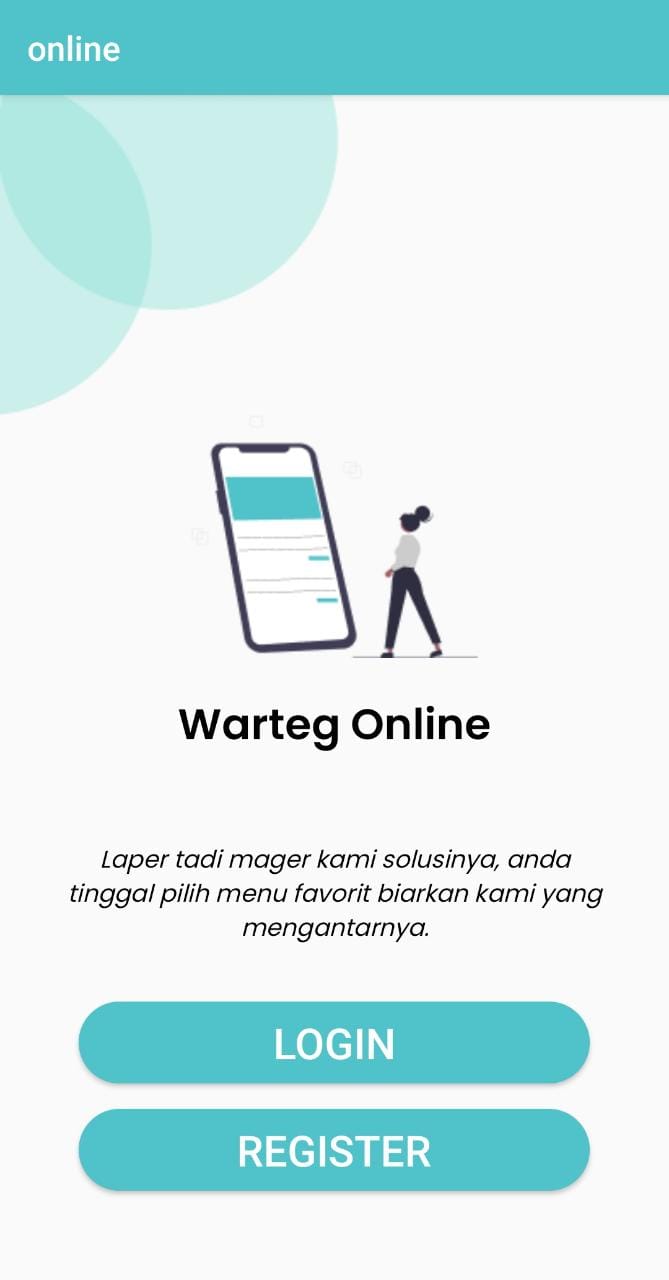 online
Warteg Online
Laper tadi mager kami solusinya, anda
tinggal pilih menu favorit biarkan kami yang
mengantarnya.
LOGIN
REGISTER